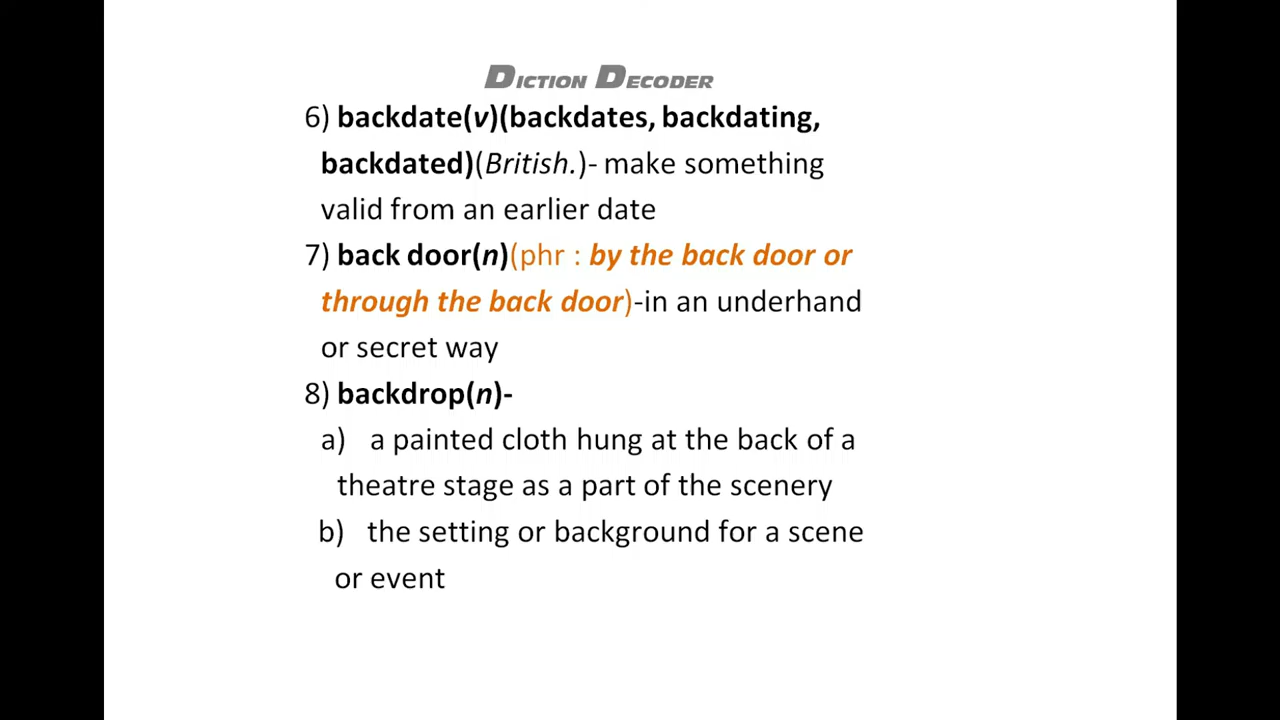 DICTION DECODER
6) backdate(v)(backdates, backdating,
backdated)(British.)- make something
valid from an earlier date
7) back door(n)(phr : by the back door or
through the back door)-in an underhand
or secret way
8) backdrop(n)-
a) a painted cloth hung at the back of a
theatre stage as a part of the scenery
b) the setting or background for a scene
or event